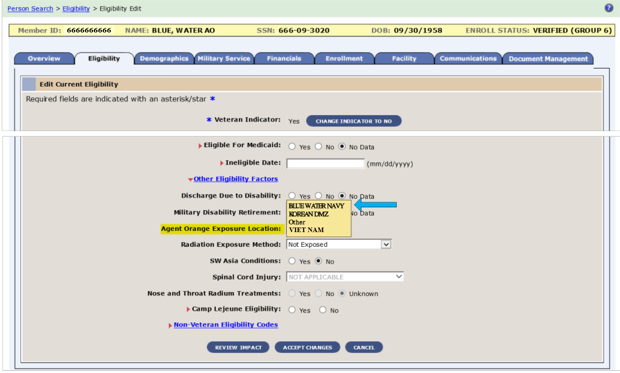 Person Search > Eligibility > Eligibility Edit
Member ID: 6666666666 NAME: BLUE, WATER AO SSN: 666-09-3020 DOB: 09/30/1958 ENROLL STATUS: VERIFIED (GROUP 6)
Overview Eligibility Demographics Military Service Financials Enrollment Facility Communications Document Management
Edit Current Eligibility
Required fields are indicated with an asterisk/star *
* Veteran Indicator: Yes CHANGE INDICATOR TO NO
Eligible For Medicaid: Yes No No Data
Ineligible Date: (mm/dd/yyyy)
Other Eligibility Factors
Discharge Due to Disability: Yes No No Data
BLUE WATER NAVY
Military Disability Retirement: KOREAN DMZ No Data
Other
Agent Orange Exposure Location: VIET NAM
Radiation Exposure Method: Not Exposed
SW Asia Conditions: Yes No
Spinal Cord Injury: NOT APPLICABLE
Nose and Throat Radium Treatments: Yes No Unknown
Camp Lejeune Eligibility: Yes No
Non-Veteran Eligibility Codes
REVIEW IMPACT ACCEPT CHANGES CANCEL